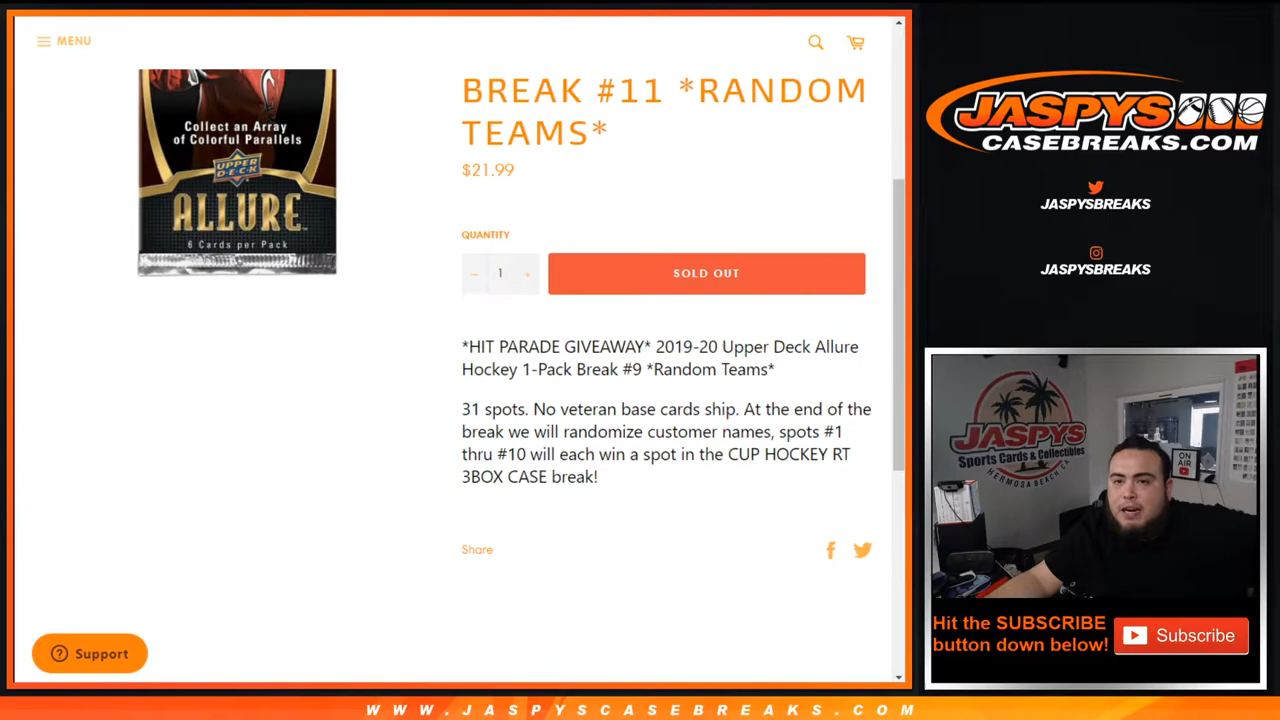 MENU
Collect an Array
of Colorful Parallels
UPPER
DECK
ALLURE
6 Cards per Pack
BREAK #11 *RANDOM
TEAMS*
$21.99
QUANTITY
− 1 +
SOLD OUT
*HIT PARADE GIVEAWAY* 2019-20 Upper Deck Allure
Hockey 1-Pack Break #9 *Random Teams*
31 spots. No veteran base cards ship. At the end of the
break we will randomize customer names, spots #1
thru #10 will each win a spot in the CUP HOCKEY RT
3BOX CASE break!
Share
Support
JASPYS
CASEBREAKS.COM
JASPYSBREAKS
JASPYSBREAKS
JASPYS
Sports Cards & Collectibles
HERMOSA BEACH CA
ON
AIR
Hit the SUBSCRIBE
button down below!
Subscribe
WWW.JASPYSCASEBREAKS.COM